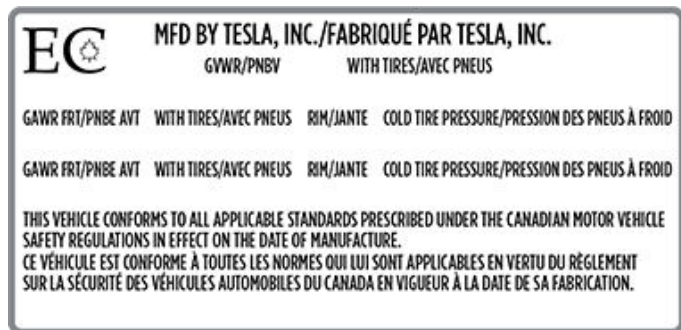 EC MFD BY TESLA, INC./FABRIQUÉ PAR TESLA, INC.
GVWR/PNBV WITH TIRES/AVEC PNEUS
GAWR FRT/PNBE AVT WITH TIRES/AVEC PNEUS RIM/JANTE COLD TIRE PRESSURE/PRESSION DES PNEUS À FROID
GAWR FRT/PNBE AVT WITH TIRES/AVEC PNEUS RIM/JANTE COLD TIRE PRESSURE/PRESSION DES PNEUS À FROID
THIS VEHICLE CONFORMS TO ALL APPLICABLE STANDARDS PRESCRIBED UNDER THE CANADIAN MOTOR VEHICLE
SAFETY REGULATIONS IN EFFECT ON THE DATE OF MANUFACTURE.
CE VÉHICULE EST CONFORME À TOUTES LES NORMES QUI LUI SONT APPLICABLES EN VERTU DU RÈGLEMENT
SUR LA SÉCURITÉ DES VÉHICULES AUTOMOBILES DU CANADA EN VIGUEUR À LA DATE DE SA FABRICATION.